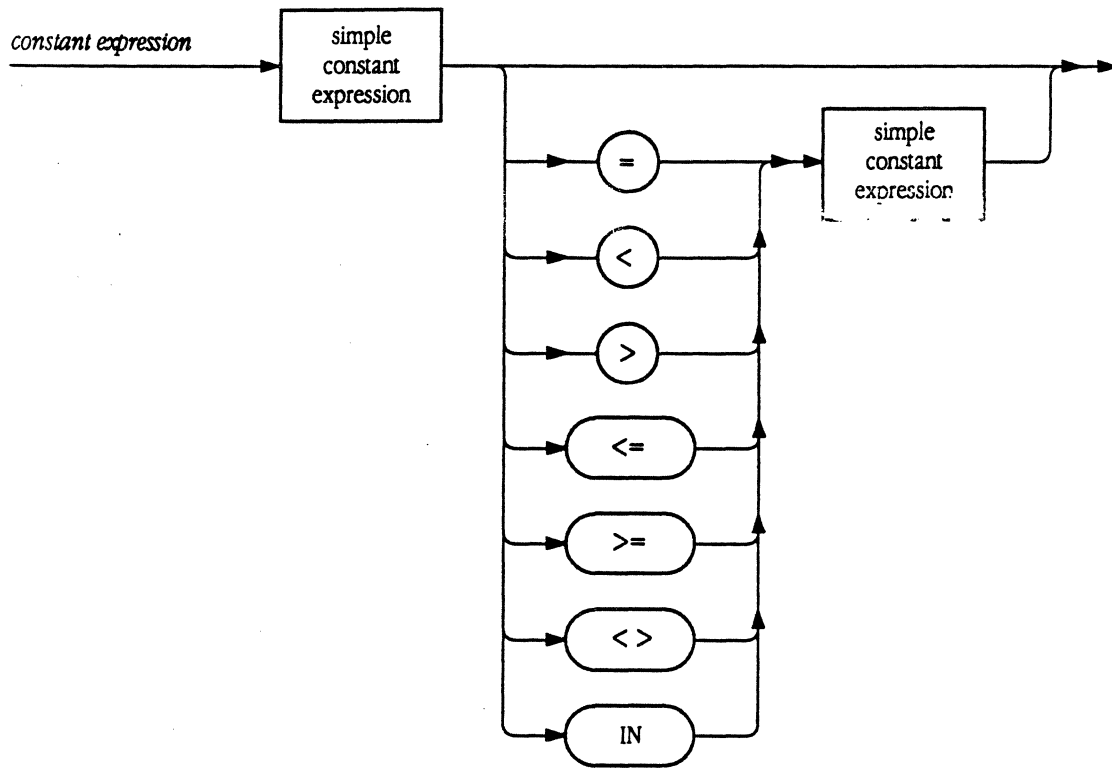 constant expression
simple
constant
expression
simple
constant
expression
=
<
>
<=
>=
<>
IN